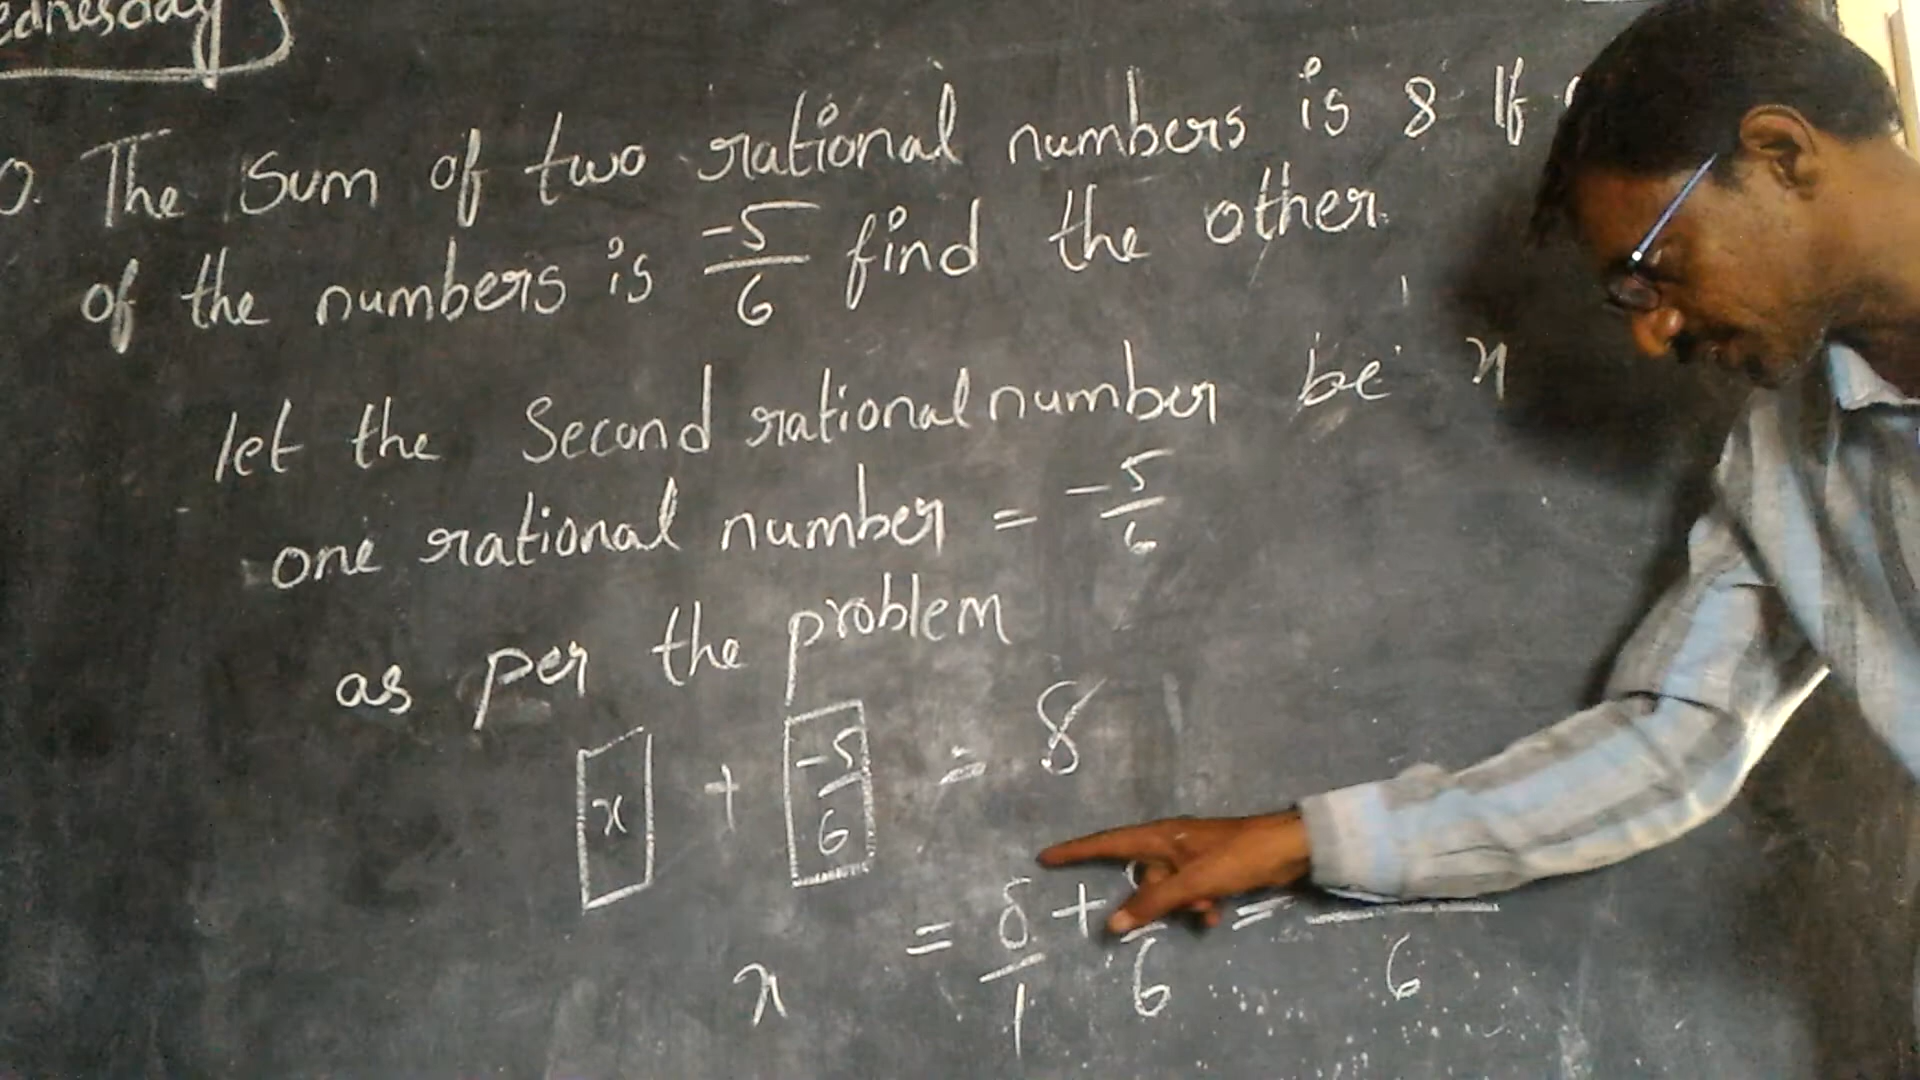 The sum of two rational numbers is 8 If
of the numbers is -5/6 find the other.
let the Second rational number be x
one rational number = -5/6
as per the problem
x + -5/6 = 8
x = 8/1 + /6 = /6